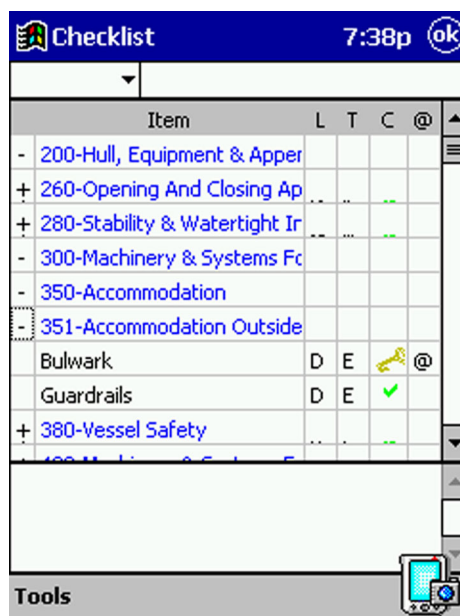 Checklist 7:38p ok
Item L T C @
- 200-Hull, Equipment & Apper
+ 260-Opening And Closing Ap
+ 280-Stability & Watertight Ir
- 300-Machinery & Systems Fc
- 350-Accommodation
- 351-Accommodation Outside
Bulwark D E @
Guardrails D E
+ 380-Vessel Safety
Tools